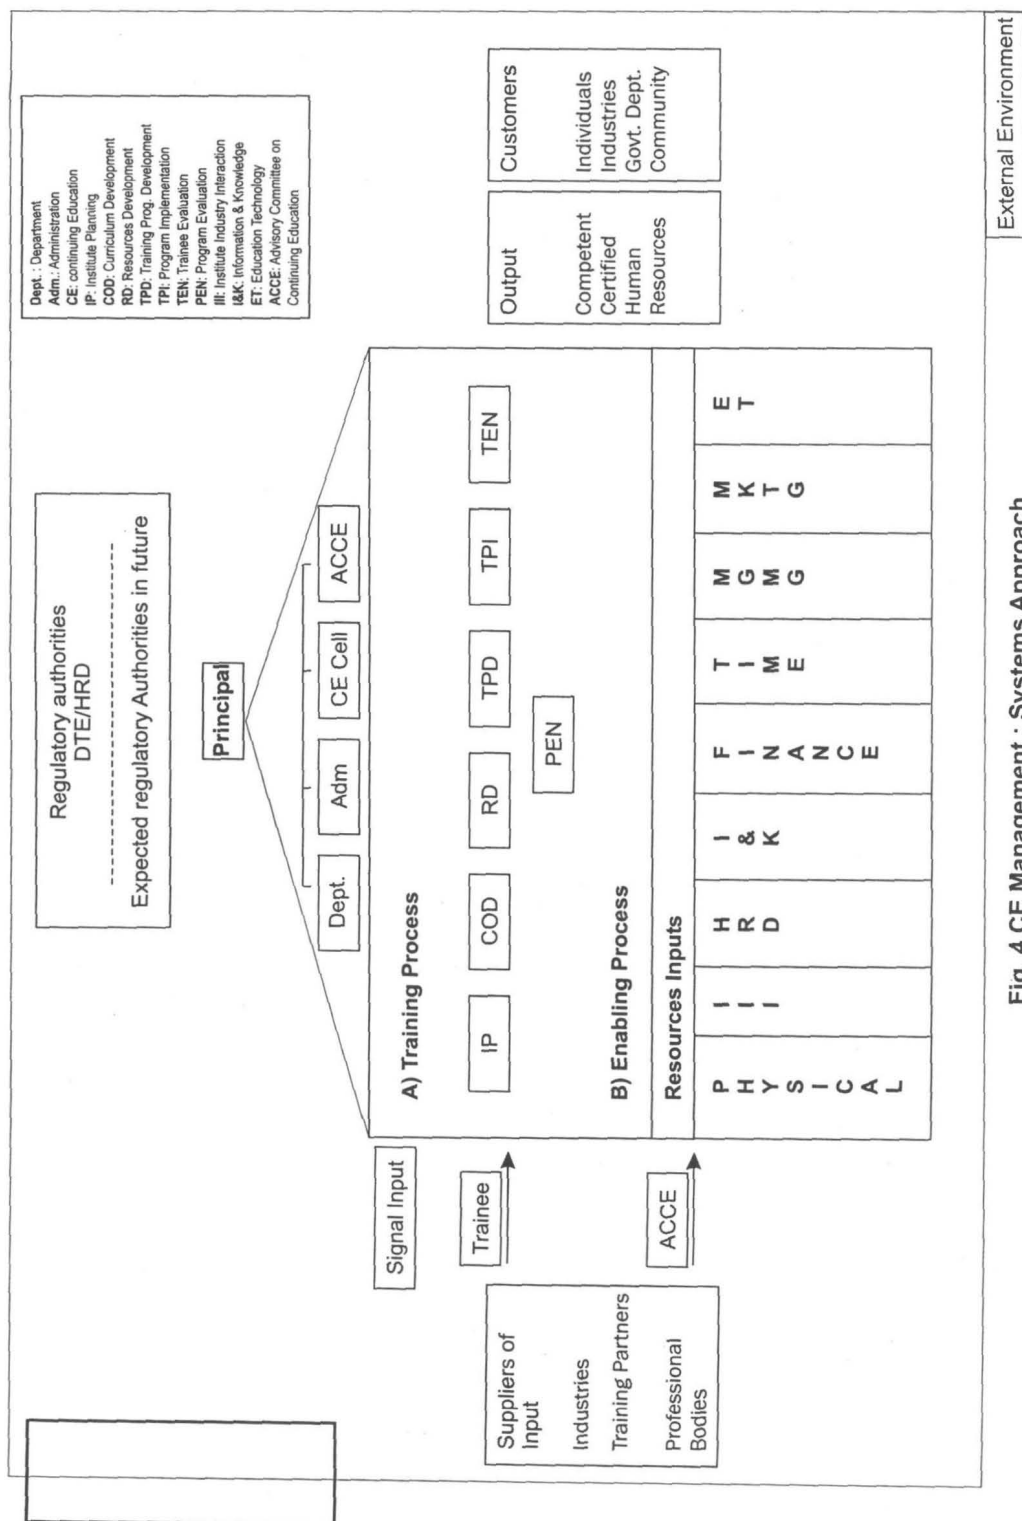 Regulatory authorities
DTE/HRD
Expected regulatory Authorities in future
Dept. : Department
Adm.: Administration
CE: continuing Education
IP: Institute Planning
COD: Curriculum Development
RD: Resources Development
TPD: Training Prog. Development
TPI: Program Implementation
TEN: Trainee Evaluation
PEN: Program Evaluation
III: Institute Industry Interaction
I&K: Information & Knowledge
ET: Education Technology
ACCE: Advisory Committee on
Continuing Education
Principal
Dept.
Adm
CE Cell
ACCE
Signal Input
A) Training Process
Trainee
IP
COD
RD
TPD
TPI
TEN
PEN
B) Enabling Process
ACCE
Resources Inputs
PHYSICAL
III
HRD
I&K
FINANCE
TIME
MGMG
MKTG
ET
Suppliers of
Input
Industries
Training Partners
Professional
Bodies
Output
Competent
Certified
Human
Resources
Customers
Individuals
Industries
Govt. Dept.
Community
External Environment
Fig. 4 CE Management : Systems Approach